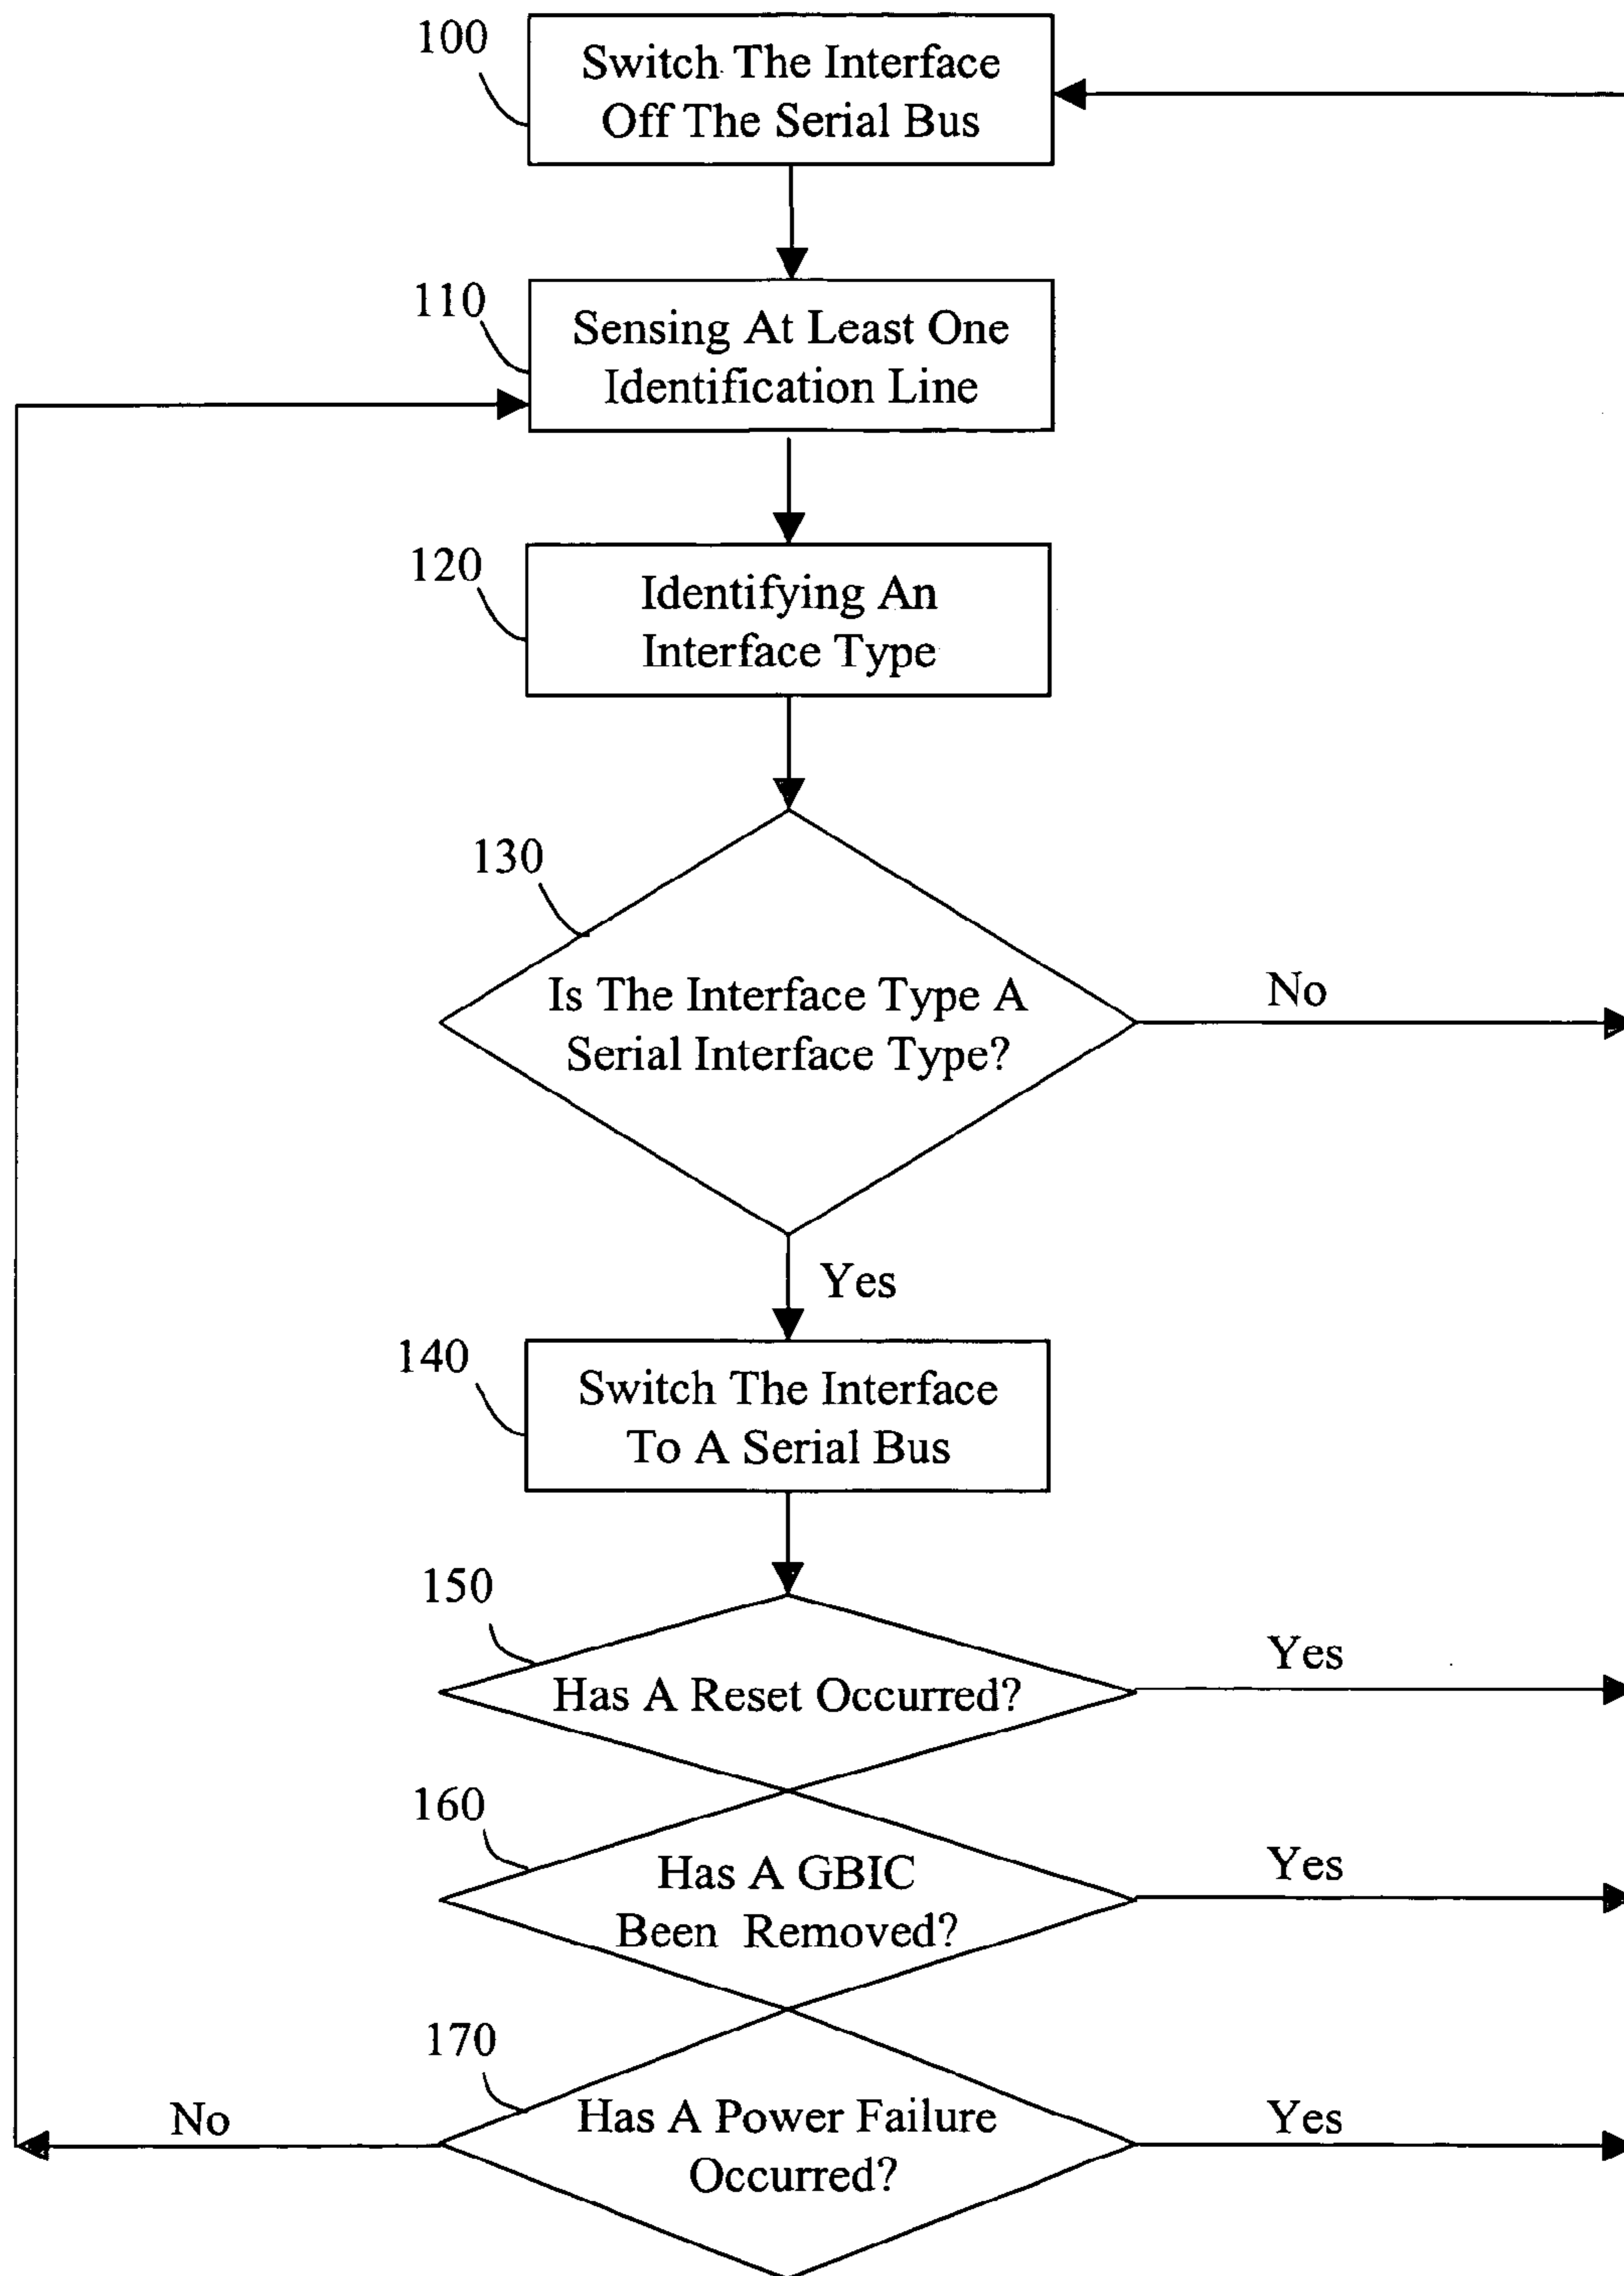 100
Switch The Interface
Off The Serial Bus
110
Sensing At Least One
Identification Line
120
Identifying An
Interface Type
130
Is The Interface Type A
Serial Interface Type?
No
Yes
140
Switch The Interface
To A Serial Bus
150
Has A Reset Occurred?
Yes
160
Has A GBIC
Been Removed?
Yes
170
Has A Power Failure
Occurred?
No
Yes